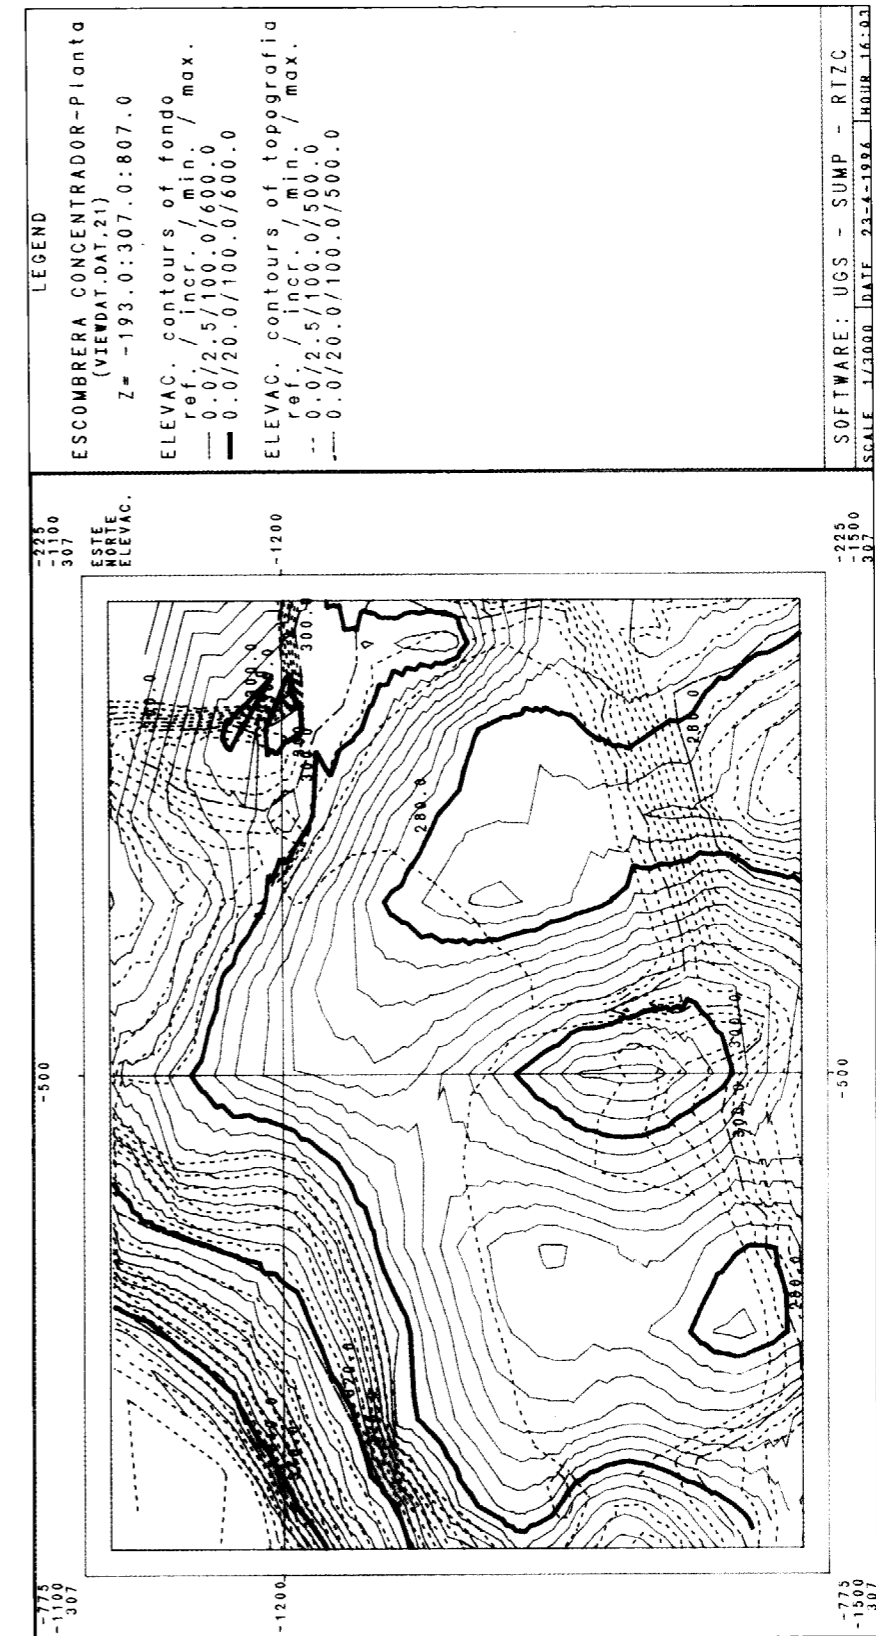 LEGEND
ESCOMBRERA CONCENTRADOR-Planta
(VIEWDAT.DAT,21)
Z= -193.0:307.0:807.0
ELEVAC. contours of fondo
ref. / incr. / min. / max.
0.0/2.5/100.0/600.0
0.0/20.0/100.0/600.0
ELEVAC. contours of topografia
ref. / incr. / min. / max.
0.0/2.5/100.0/500.0
0.0/20.0/100.0/500.0
SOFTWARE: UGS - SUMP - RTZC
SCALE 1/3000 DATE 23-4-1996 HOUR 16:03
-225
-1100
307
ESTE
NORTE
ELEVAC.
-1200
-225
-1500
307
-500
-500
-775
-1100
307
-1200
-775
-1500
307
300.0
280.0
280.0
300.0
300.0
280.0